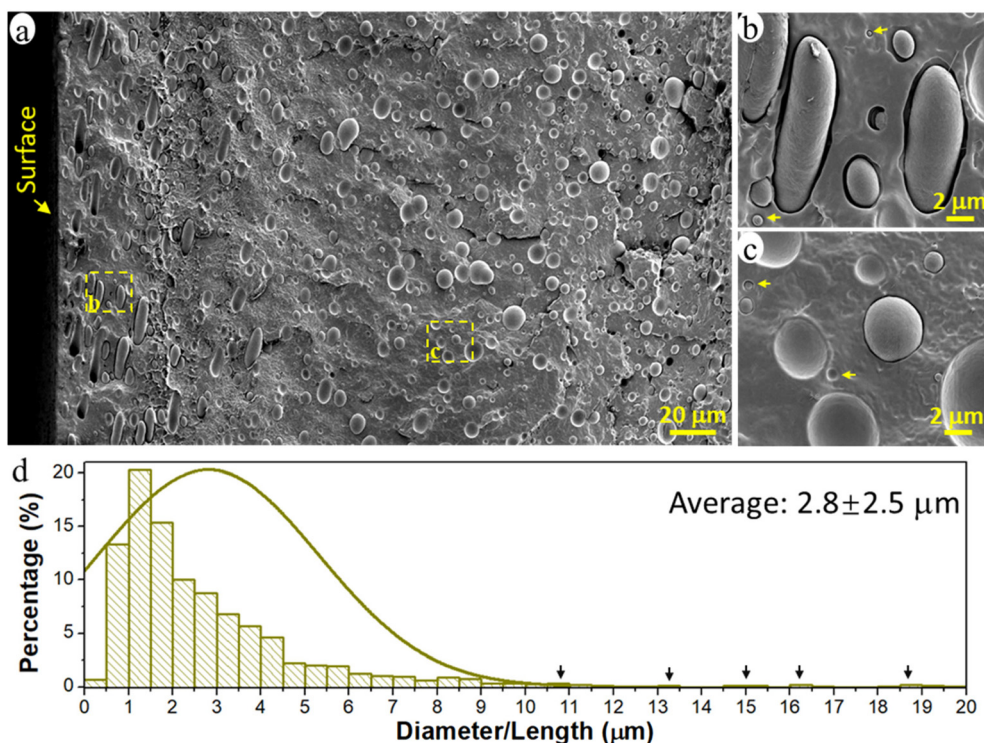 a
Surface
b
c
20 μm
b
2 μm
c
2 μm
d
Average: 2.8±2.5 μm
Percentage (%)
20
15
10
5
0
0 1 2 3 4 5 6 7 8 9 10 11 12 13 14 15 16 17 18 19 20
Diameter/Length (μm)